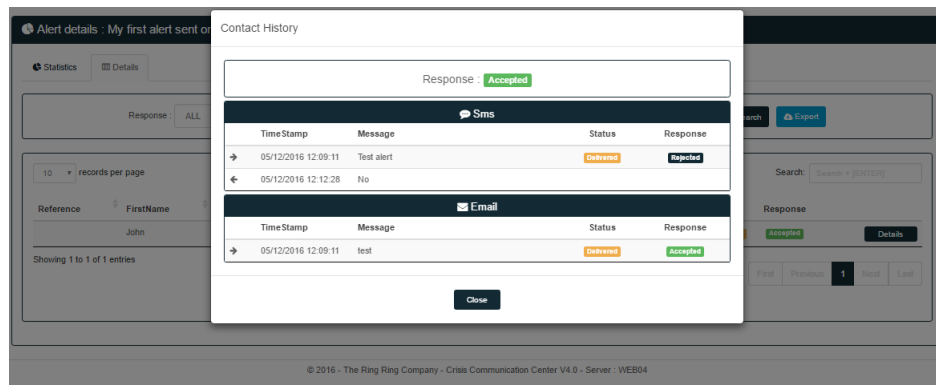 Alert details : My first alert sent or
Contact History
Statistics
Details
Response : Accepted
Response : ALL
arch
Export
Sms
TimeStamp Message Status Response
05/12/2016 12:09:11 Test alert Delivered Rejected
05/12/2016 12:12:28 No
10 records per page
Search: Search + [ENTER]
Email
Reference FirstName
Response
TimeStamp Message Status Response
John
Accepted
Details
05/12/2016 12:09:11 test Delivered Accepted
Showing 1 to 1 of 1 entries
First Previous 1 Next Last
Close
© 2016 - The Ring Ring Company - Crisis Communication Center V4.0 - Server : WEB04